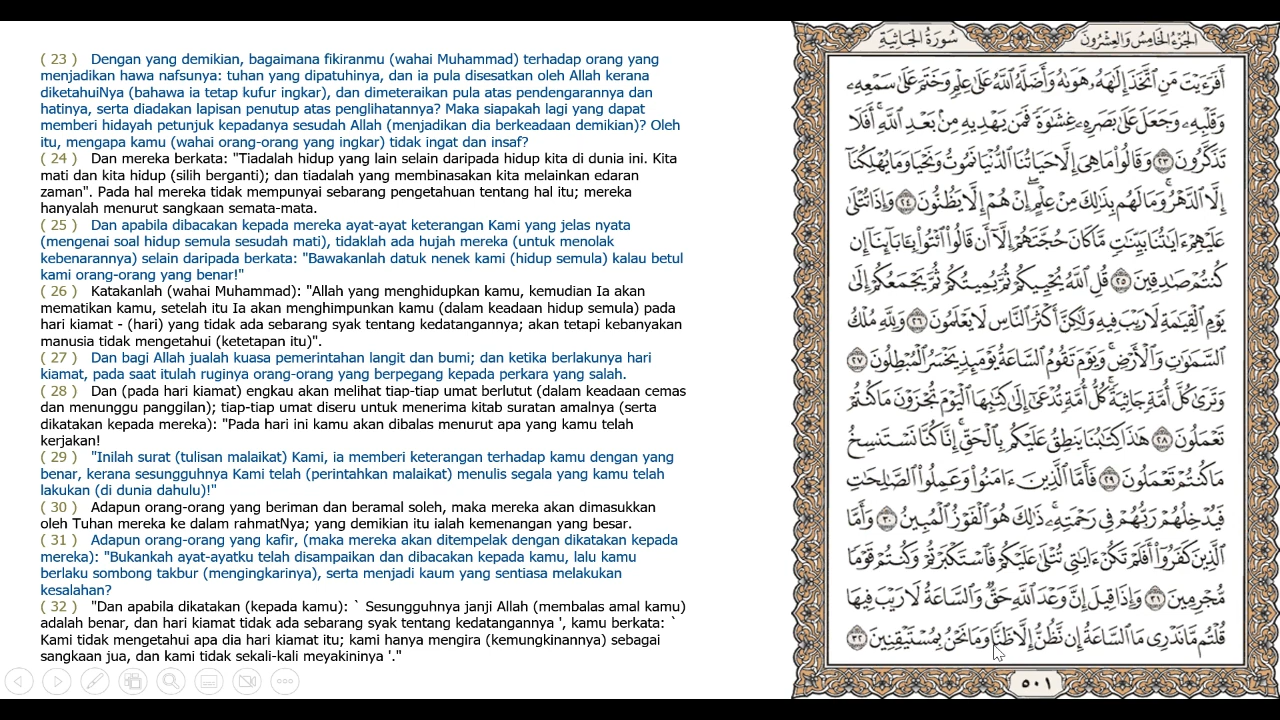 ( 23 ) Dengan yang demikian, bagaimana fikiranmu (wahai Muhammad) terhadap orang yang
menjadikan hawa nafsunya: tuhan yang dipatuhinya, dan ia pula disesatkan oleh Allah kerana
diketahuiNya (bahawa ia tetap kufur ingkar), dan dimeteraikan pula atas pendengarannya dan
hatinya, serta diadakan lapisan penutup atas penglihatannya? Maka siapakah lagi yang dapat
memberi hidayah petunjuk kepadanya sesudah Allah (menjadikan dia berkeadaan demikian)? Oleh
itu, mengapa kamu (wahai orang-orang yang ingkar) tidak ingat dan insaf?
( 24 ) Dan mereka berkata: "Tiadalah hidup yang lain selain daripada hidup kita di dunia ini. Kita
mati dan kita hidup (silih berganti); dan tiadalah yang membinasakan kita melainkan edaran
zaman". Pada hal mereka tidak mempunyai sebarang pengetahuan tentang hal itu; mereka
hanyalah menurut sangkaan semata-mata.
( 25 ) Dan apabila dibacakan kepada mereka ayat-ayat keterangan Kami yang jelas nyata
(mengenai soal hidup semula sesudah mati), tidaklah ada hujah mereka (untuk menolak
kebenarannya) selain daripada berkata: "Bawakanlah datuk nenek kami (hidup semula) kalau betul
kamu orang-orang yang benar!"
( 26 ) Katakanlah (wahai Muhammad): "Allah yang menghidupkan kamu, kemudian Ia akan
mematikan kamu, setelah itu Ia akan menghimpunkan kamu (dalam keadaan hidup semula) pada
hari kiamat - (hari) yang tidak ada sebarang syak tentang kedatangannya; akan tetapi kebanyakan
manusia tidak mengetahui (ketetapan itu)".
( 27 ) Dan bagi Allah jualah kuasa pemerintahan langit dan bumi; dan ketika berlakunya hari
kiamat, pada saat itulah ruginya orang-orang yang berpegang kepada perkara yang salah.
( 28 ) Dan (pada hari kiamat) engkau akan melihat tiap-tiap umat berlutut (dalam keadaan cemas
dan menunggu panggilan); tiap-tiap umat diseru untuk menerima kitab suratan amalnya (serta
dikatakan kepada mereka): "Pada hari ini kamu akan dibalas menurut apa yang kamu telah
kerjakan!
( 29 ) "Inilah surat (tulisan malaikat) Kami, ia memberi keterangan terhadap kamu dengan yang
benar, kerana sesungguhnya Kami telah (perintahkan malaikat) menulis segala yang kamu telah
lakukan (di dunia dahulu)!"
( 30 ) Adapun orang-orang yang beriman dan beramal soleh, maka mereka akan dimasukkan
oleh Tuhan mereka ke dalam rahmatNya; yang demikian itu ialah kemenangan yang besar.
( 31 ) Adapun orang-orang yang kafir, (maka mereka akan ditempelak dengan dikatakan kepada
mereka): "Bukankah ayat-ayatku telah disampaikan dan dibacakan kepada kamu, lalu kamu
berlaku sombong takbur (mengingkarinya), serta menjadi kaum yang sentiasa melakukan
kesalahan?
( 32 ) "Dan apabila dikatakan (kepada kamu): ` Sesungguhnya janji Allah (membalas amal kamu)
adalah benar, dan hari kiamat tidak ada sebarang syak tentang kedatangannya ', kamu berkata: `
Kami tidak mengetahui apa dia hari kiamat itu; kami hanya mengira (kemungkinannya) sebagai
sangkaan jua, dan kami tidak sekali-kali meyakininya '."
الجزء الخامس والعشرون سورة الجاثية
أَفَرَءَيْتَ مَنِ ٱتَّخَذَ إِلَٰهَهُۥ هَوَىٰهُ وَأَضَلَّهُ ٱللَّهُ عَلَىٰ عِلْمٍ وَخَتَمَ عَلَىٰ سَمْعِهِۦ
وَقَلْبِهِۦ وَجَعَلَ عَلَىٰ بَصَرِهِۦ غِشَٰوَةً فَمَن يَهْدِيهِ مِنۢ بَعْدِ ٱللَّهِ ۚ أَفَلَا
تَذَكَّرُونَ ٢٣ وَقَالُوا۟ مَا هِىَ إِلَّا حَيَاتُنَا ٱلدُّنْيَا نَمُوتُ وَنَحْيَا وَمَا يُهْلِكُنَآ
إِلَّا ٱلدَّهْرُ ۚ وَمَا لَهُم بِذَٰلِكَ مِنْ عِلْمٍ ۖ إِنْ هُمْ إِلَّا يَظُنُّونَ ٢٤ وَإِذَا تُتْلَىٰ
عَلَيْهِمْ ءَايَٰتُنَا بَيِّنَٰتٍ مَّا كَانَ حُجَّتَهُمْ إِلَّآ أَن قَالُوا۟ ٱئْتُوا۟ بِـَٔابَآئِنَآ إِن
كُنتُمْ صَٰدِقِينَ ٢٥ قُلِ ٱللَّهُ يُحْيِيكُمْ ثُمَّ يُمِيتُكُمْ ثُمَّ يَجْمَعُكُمْ إِلَىٰ
يَوْمِ ٱلْقِيَٰمَةِ لَا رَيْبَ فِيهِ وَلَٰكِنَّ أَكْثَرَ ٱلنَّاسِ لَا يَعْلَمُونَ ٢٦ وَلِلَّهِ مُلْكُ
ٱلسَّمَٰوَٰتِ وَٱلْأَرْضِ ۚ وَيَوْمَ تَقُومُ ٱلسَّاعَةُ يَوْمَئِذٍ يَخْسَرُ ٱلْمُبْطِلُونَ ٢٧
وَتَرَىٰ كُلَّ أُمَّةٍ جَاثِيَةً ۚ كُلُّ أُمَّةٍ تُدْعَىٰٓ إِلَىٰ كِتَٰبِهَا ٱلْيَوْمَ تُجْزَوْنَ مَا كُنتُمْ
تَعْمَلُونَ ٢٨ هَٰذَا كِتَٰبُنَا يَنطِقُ عَلَيْكُم بِٱلْحَقِّ ۚ إِنَّا كُنَّا نَسْتَنسِخُ
مَا كُنتُمْ تَعْمَلُونَ ٢٩ فَأَمَّا ٱلَّذِينَ ءَامَنُوا۟ وَعَمِلُوا۟ ٱلصَّٰلِحَٰتِ
فَيُدْخِلُهُمْ رَبُّهُمْ فِى رَحْمَتِهِۦ ۚ ذَٰلِكَ هُوَ ٱلْفَوْزُ ٱلْمُبِينُ ٣٠ وَأَمَّا
ٱلَّذِينَ كَفَرُوٓا۟ أَفَلَمْ تَكُنْ ءَايَٰتِى تُتْلَىٰ عَلَيْكُمْ فَٱسْتَكْبَرْتُمْ وَكُنتُمْ قَوْمًا
مُّجْرِمِينَ ٣١ وَإِذَا قِيلَ إِنَّ وَعْدَ ٱللَّهِ حَقٌّ وَٱلسَّاعَةُ لَا رَيْبَ فِيهَا
قُلْتُم مَّا نَدْرِى مَا ٱلسَّاعَةُ إِن نَّظُنُّ إِلَّا ظَنًّا وَمَا نَحْنُ بِمُسْتَيْقِنِينَ ٣٢
٥٠١